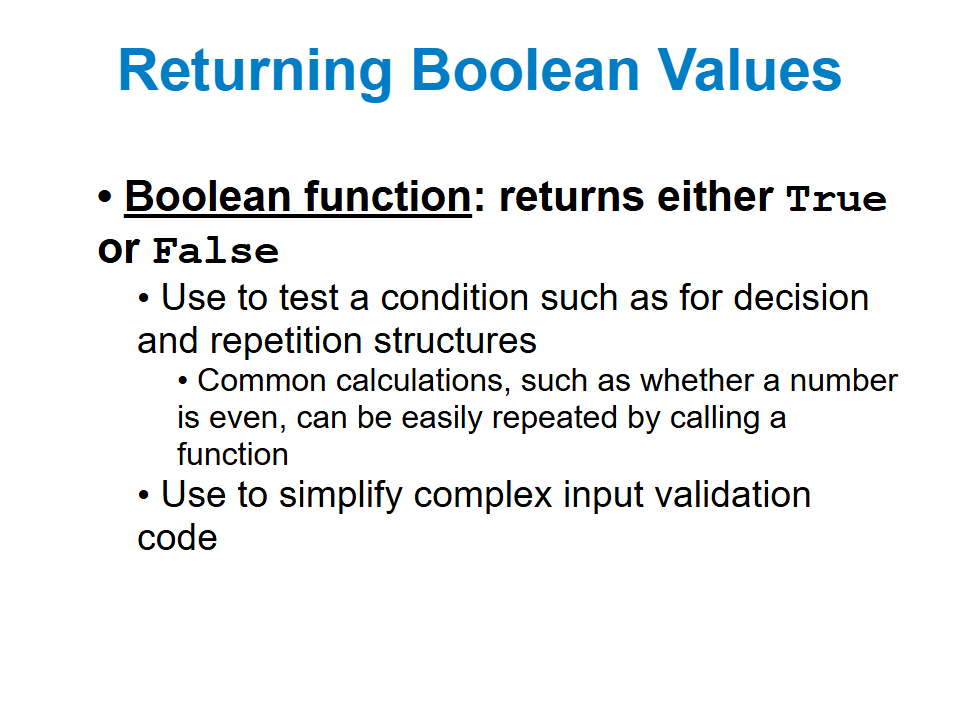 Returning Boolean Values
• Boolean function: returns either True
or False
• Use to test a condition such as for decision
and repetition structures
• Common calculations, such as whether a number
is even, can be easily repeated by calling a
function
• Use to simplify complex input validation
code